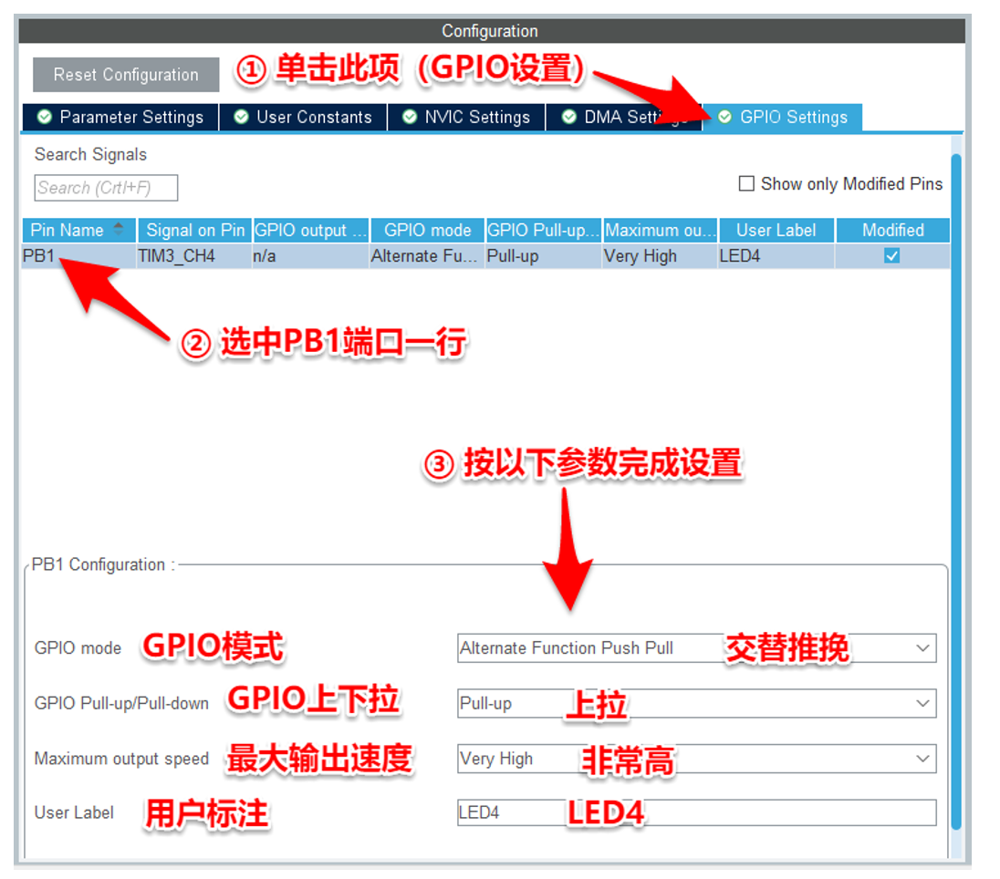 Configuration
Reset Configuration
① 单击此项（GPIO设置）
Parameter Settings
User Constants
NVIC Settings
DMA Settings
GPIO Settings
Search Signals
Search (Crtl+F)
Show only Modified Pins
Pin Name Signal on Pin GPIO output ... GPIO mode GPIO Pull-up... Maximum ou... User Label Modified
PB1 TIM3_CH4 n/a Alternate Fu... Pull-up Very High LED4
② 选中PB1端口一行
③ 按以下参数完成设置
PB1 Configuration :
GPIO mode GPIO模式 Alternate Function Push Pull 交替推挽
GPIO Pull-up/Pull-down GPIO上下拉 Pull-up 上拉
Maximum output speed 最大输出速度 Very High 非常高
User Label 用户标注 LED4 LED4